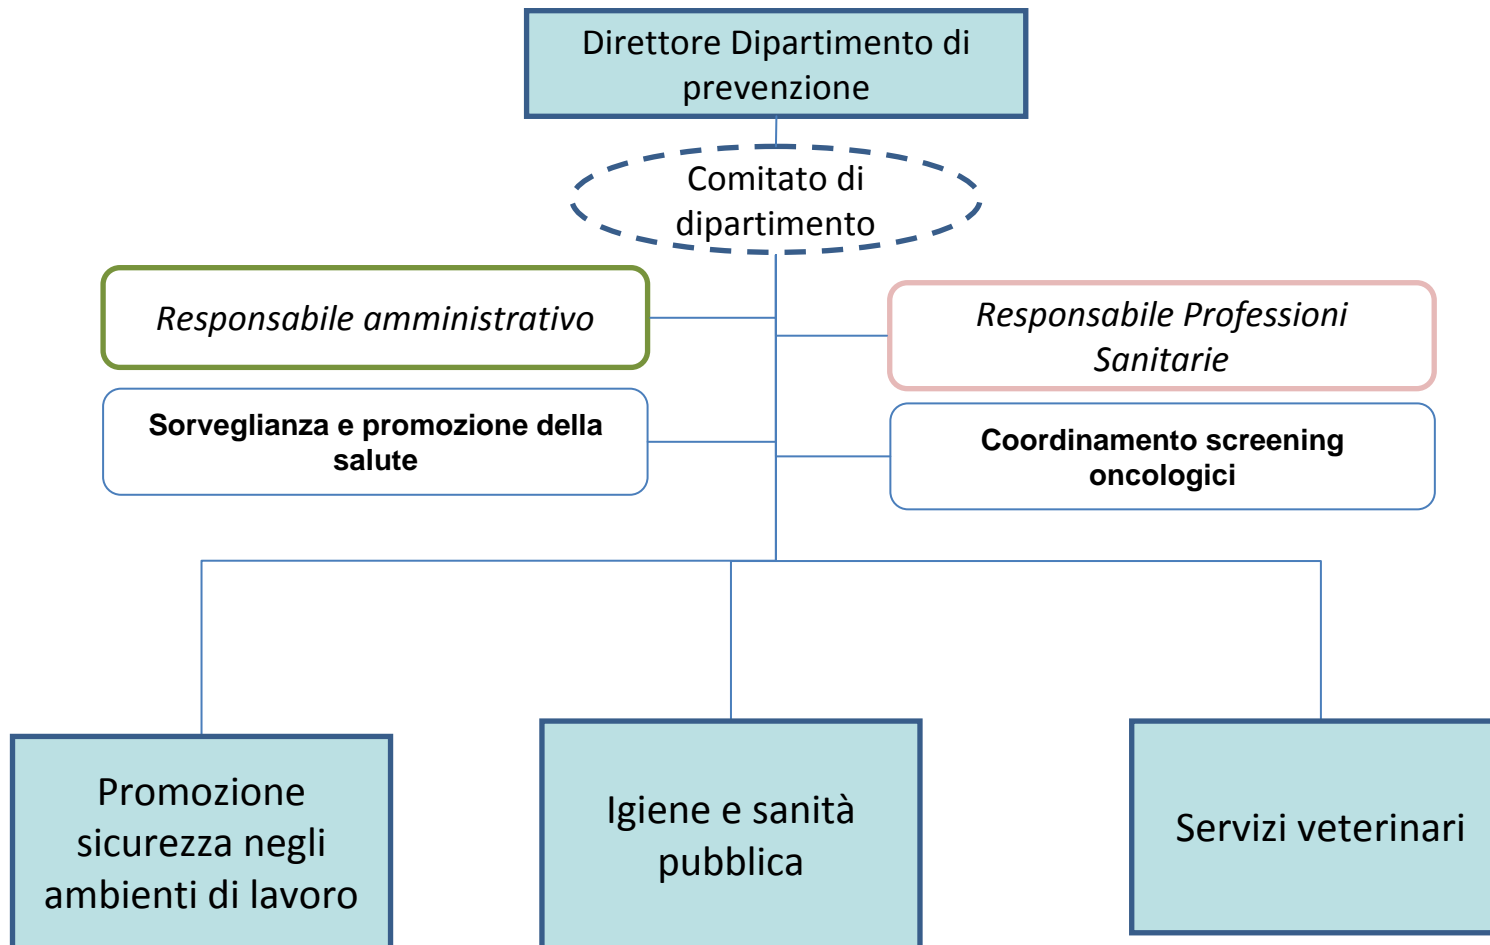 Direttore Dipartimento di
prevenzione
Comitato di
dipartimento
Responsabile amministrativo
Responsabile Professioni
Sanitarie
Sorveglianza e promozione della
salute
Coordinamento screening
oncologici
Promozione
sicurezza negli
ambienti di lavoro
Igiene e sanità
pubblica
Servizi veterinari